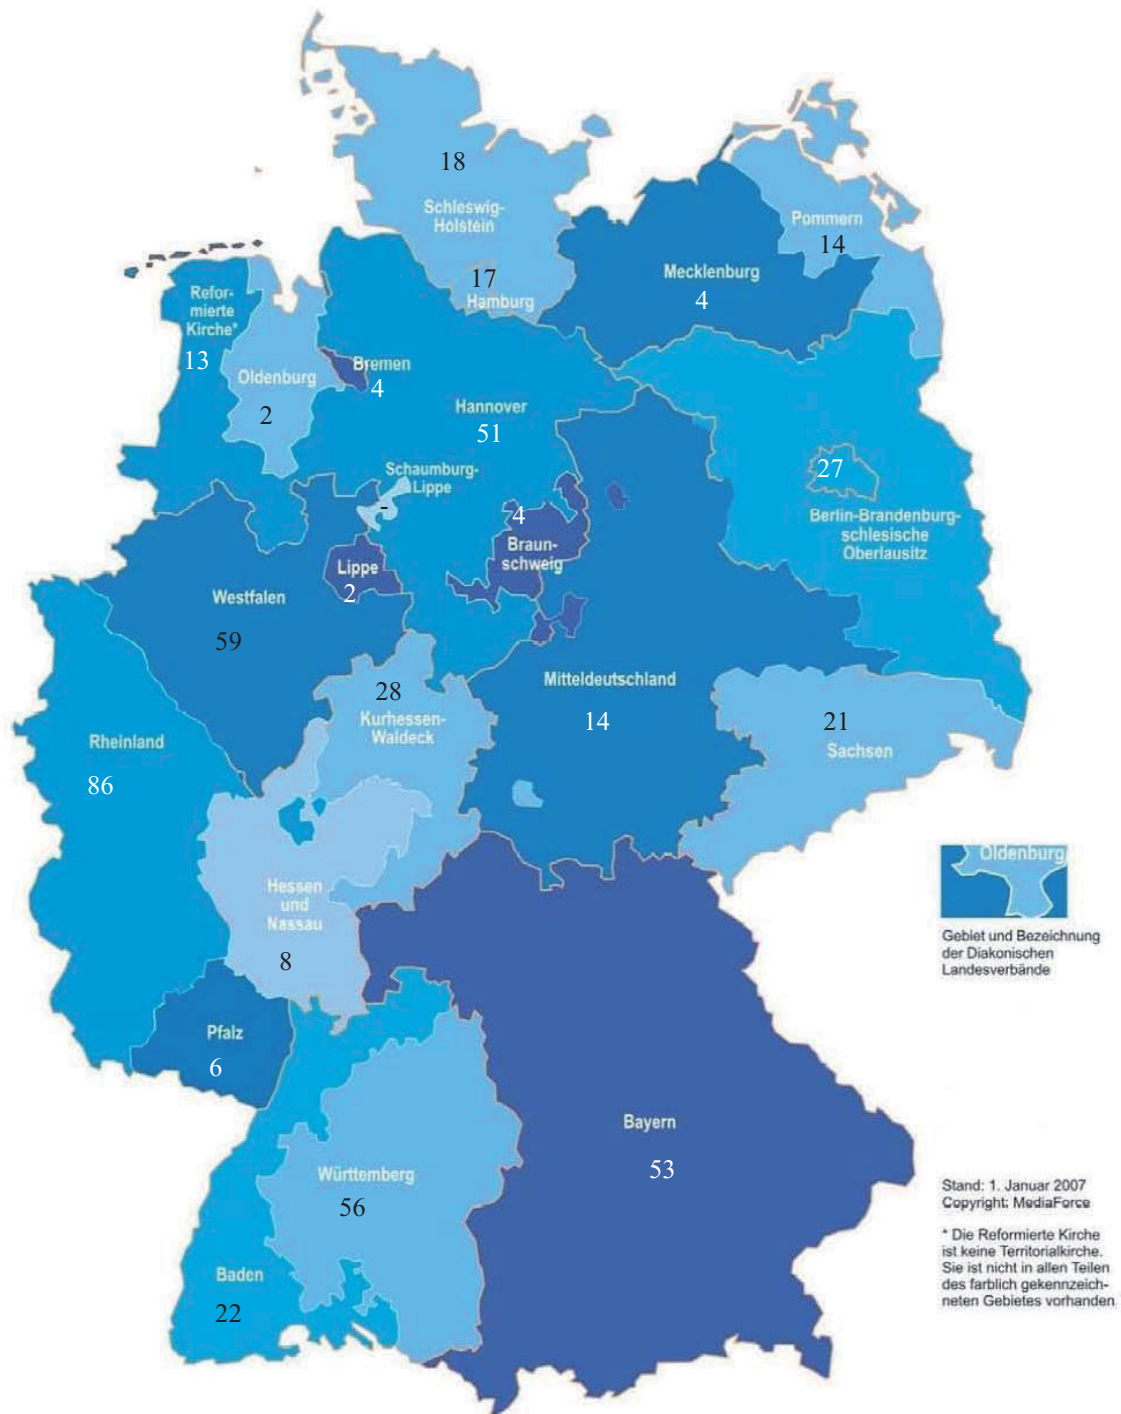 18
Schleswig-
Holstein
17
Hamburg
Pommern
14
Mecklenburg
4
Refor-
mierte
Kirche*
13
Oldenburg
2
Bremen
4
Hannover
51
Schaumburg-
Lippe
-
27
Berlin-Brandenburg-
schlesische
Oberlausitz
4
Braun-
schweig
Lippe
2
Westfalen
59
Mitteldeutschland
14
28
Kurhessen-
Waldeck
21
Sachsen
Rheinland
86
Hessen
und
Nassau
8
Oldenburg
Gebiet und Bezeichnung
der Diakonischen
Landesverbände
Pfalz
6
Bayern
53
Württemberg
56
Baden
22
Stand: 1. Januar 2007
Copyright: MediaForce
* Die Reformierte Kirche
ist keine Territorialkirche.
Sie ist nicht in allen Teilen
des farblich gekennzeich-
neten Gebietes vorhanden